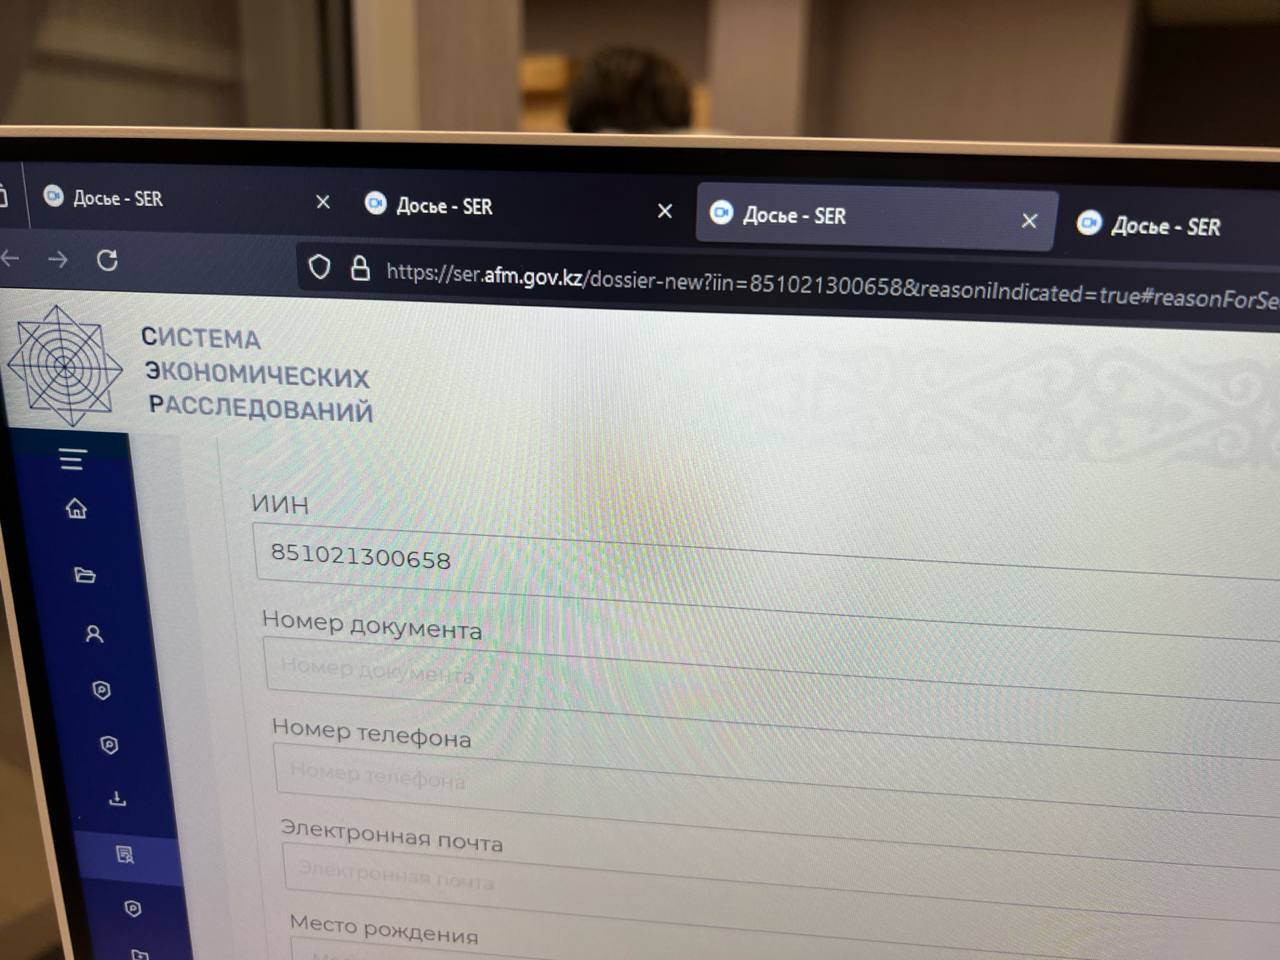 Досье - SER
Досье - SER
Досье - SER
Досье - SER
https://ser.afm.gov.kz/dossier-new?iin=851021300658&reasonilndicated=true#reasonForSe
СИСТЕМА
ЭКОНОМИЧЕСКИХ
РАССЛЕДОВАНИЙ
ИИН
851021300658
Номер документа
Номер документа
Номер телефона
Номер телефона
Электронная почта
Электронная почта
Место рождения